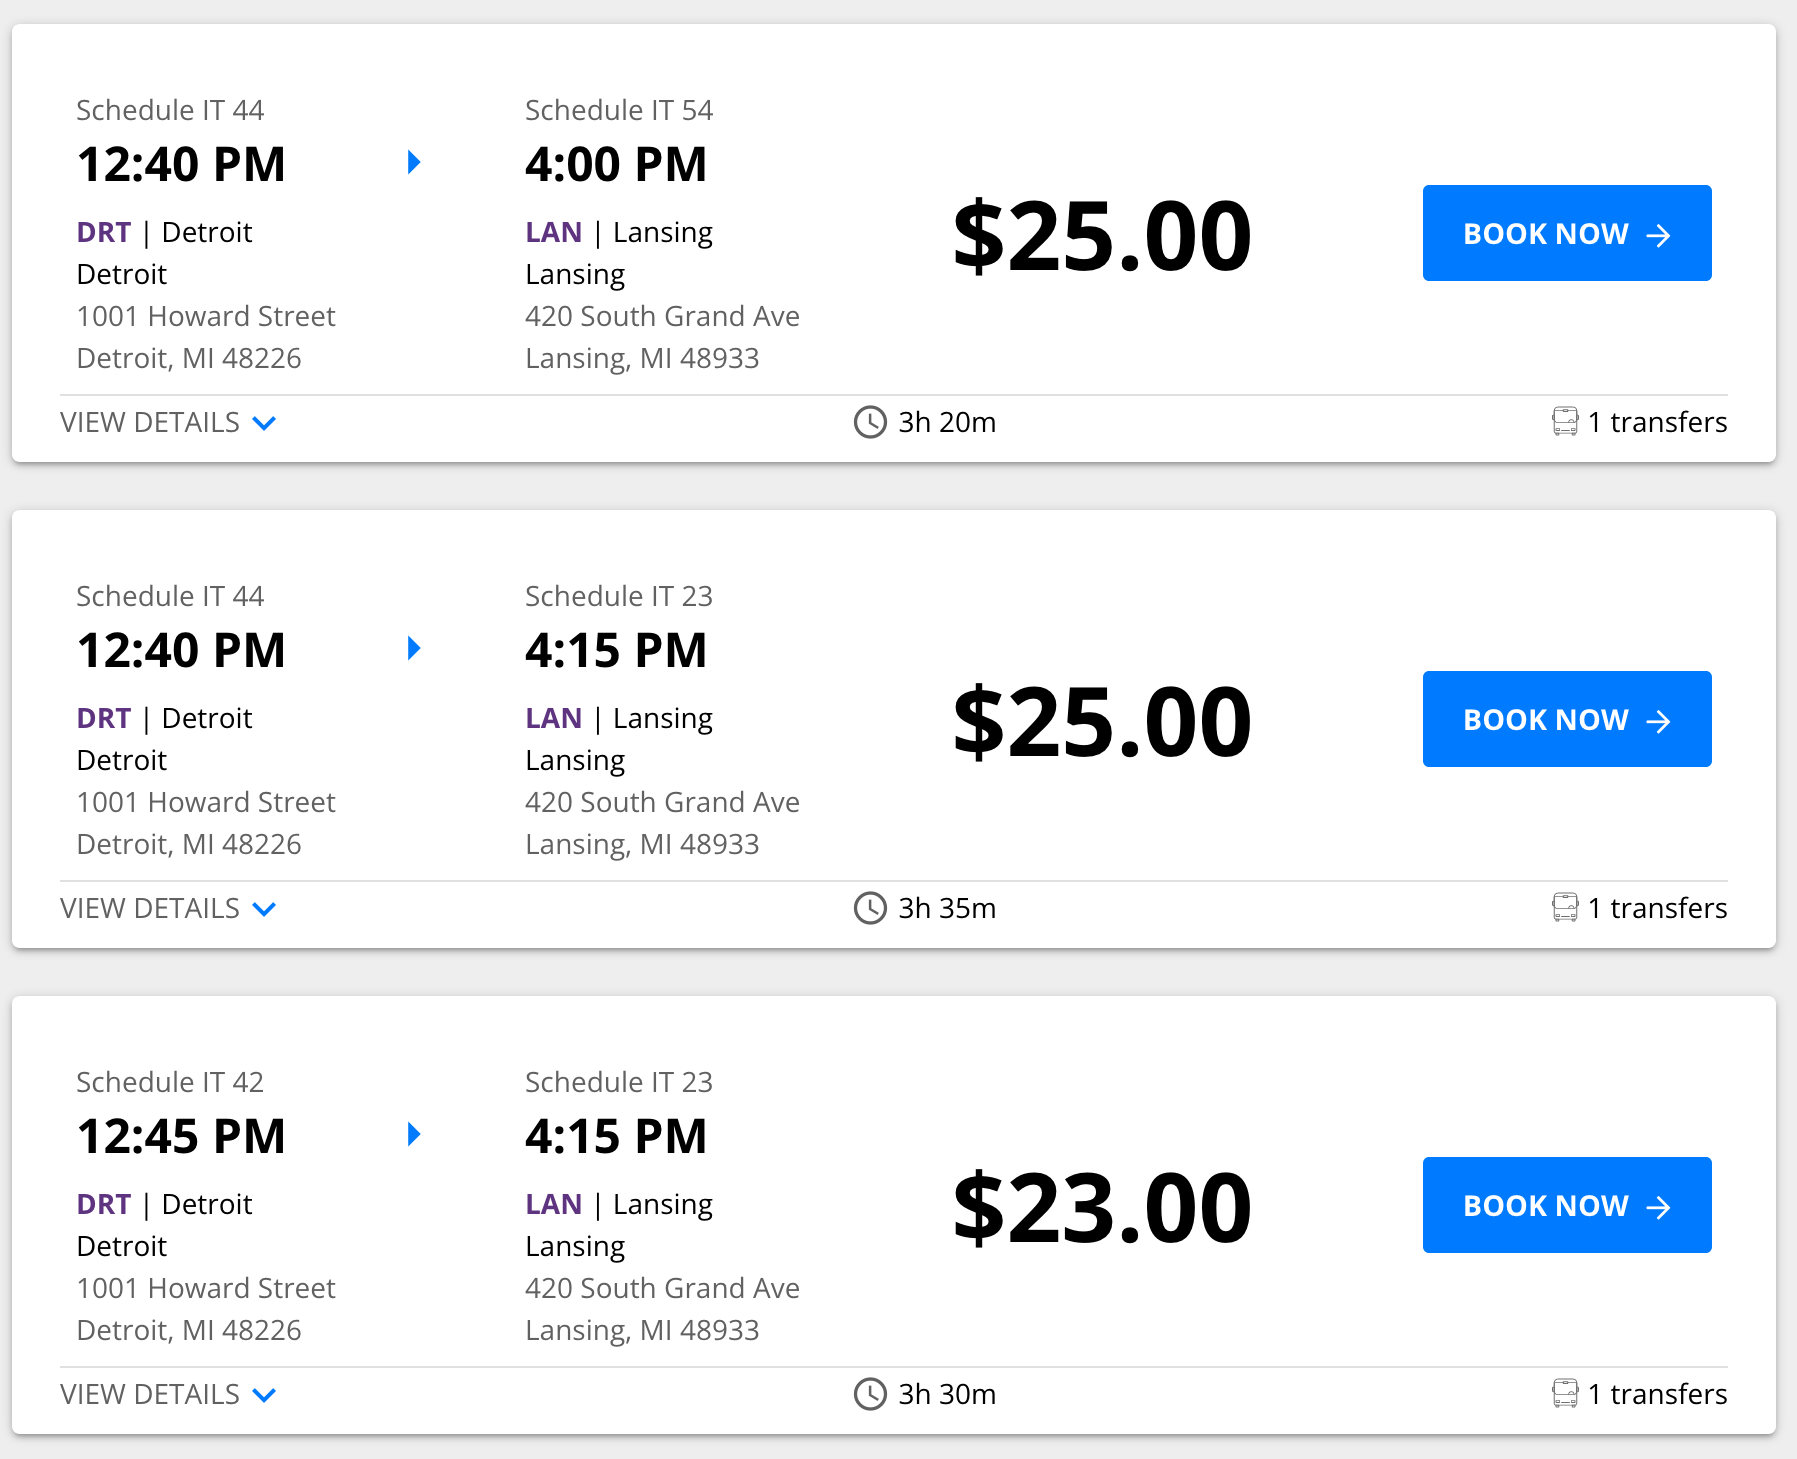 Schedule IT 44
12:40 PM
DRT | Detroit
Detroit
1001 Howard Street
Detroit, MI 48226
Schedule IT 54
4:00 PM
LAN | Lansing
Lansing
420 South Grand Ave
Lansing, MI 48933
$25.00
BOOK NOW →
VIEW DETAILS
3h 20m
1 transfers
Schedule IT 44
12:40 PM
DRT | Detroit
Detroit
1001 Howard Street
Detroit, MI 48226
Schedule IT 23
4:15 PM
LAN | Lansing
Lansing
420 South Grand Ave
Lansing, MI 48933
$25.00
BOOK NOW →
VIEW DETAILS
3h 35m
1 transfers
Schedule IT 42
12:45 PM
DRT | Detroit
Detroit
1001 Howard Street
Detroit, MI 48226
Schedule IT 23
4:15 PM
LAN | Lansing
Lansing
420 South Grand Ave
Lansing, MI 48933
$23.00
BOOK NOW →
VIEW DETAILS
3h 30m
1 transfers